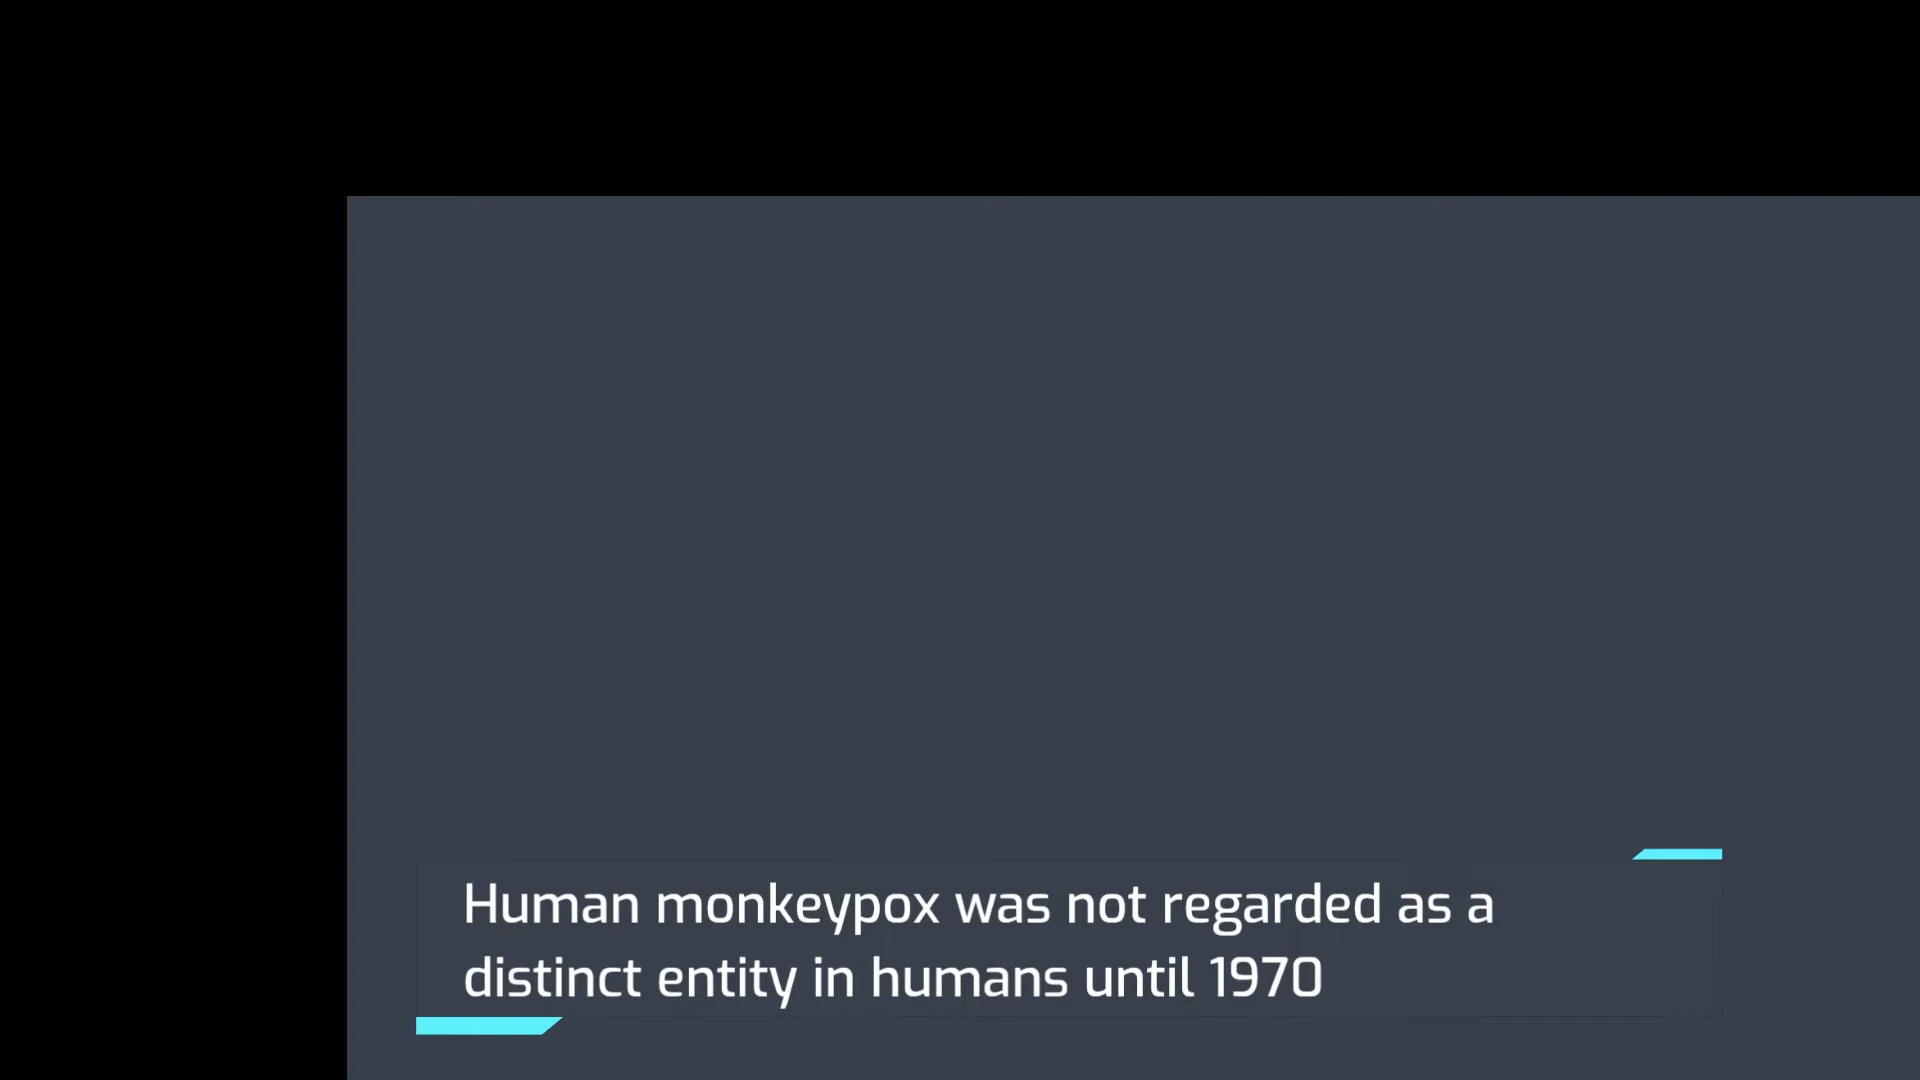 Human monkeypox was not regarded as a
distinct entity in humans until 1970